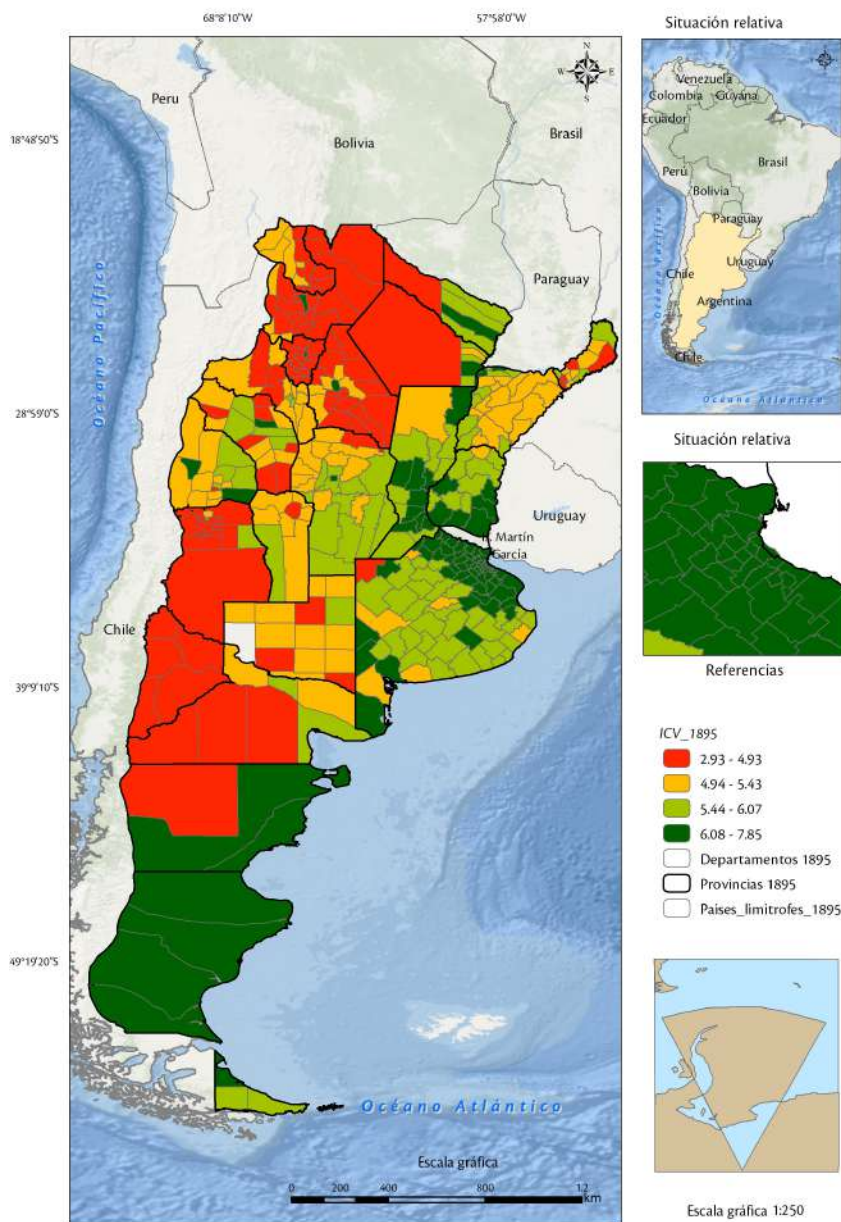 68°8'10"O
57°58'0"O
Situación relativa
N
W
E
S
Peru
Bolivia
Brasil
18°48'50"S
Paraguay
28°59'0"S
Océano Pacífico
Uruguay
Martín
García
Chile
39°9'10"S
49°19'20"S
Océano Atlántico
Escala gráfica
0
200
400
800
km
Venezuela
Colombia
Guyana
Ecuador
Brasil
Perú
Bolivia
Paraguay
Océano Pacífico
Uruguay
Chile
Argentina
Chile
Océano Atlántico
Situación relativa
Referencias
ICV_1895
2.93 - 4.93
4.94 - 5.43
5.44 - 6.07
6.08 - 7.85
Departamentos 1895
Provincias 1895
Paises_limitrofes_1895
Escala gráfica 1:250